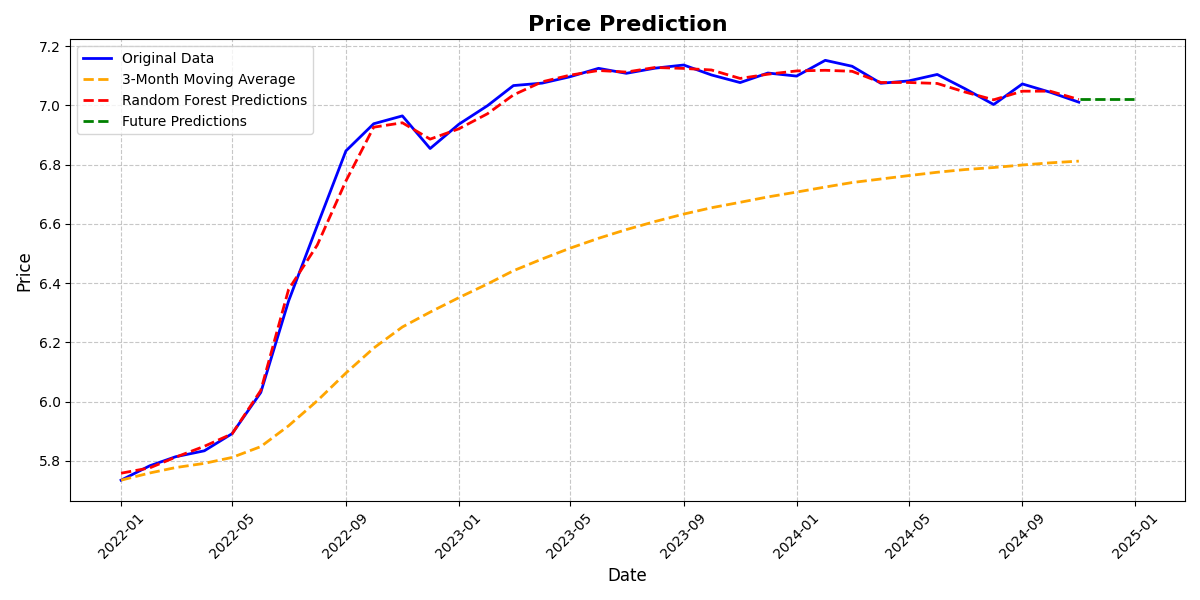 Price Prediction
Original Data
3-Month Moving Average
Random Forest Predictions
Future Predictions
Price
7.2
7.0
6.8
6.6
6.4
6.2
6.0
5.8
2022-01
2022-05
2022-09
2023-01
2023-05
2023-09
2024-01
2024-05
2024-09
2025-01
Date